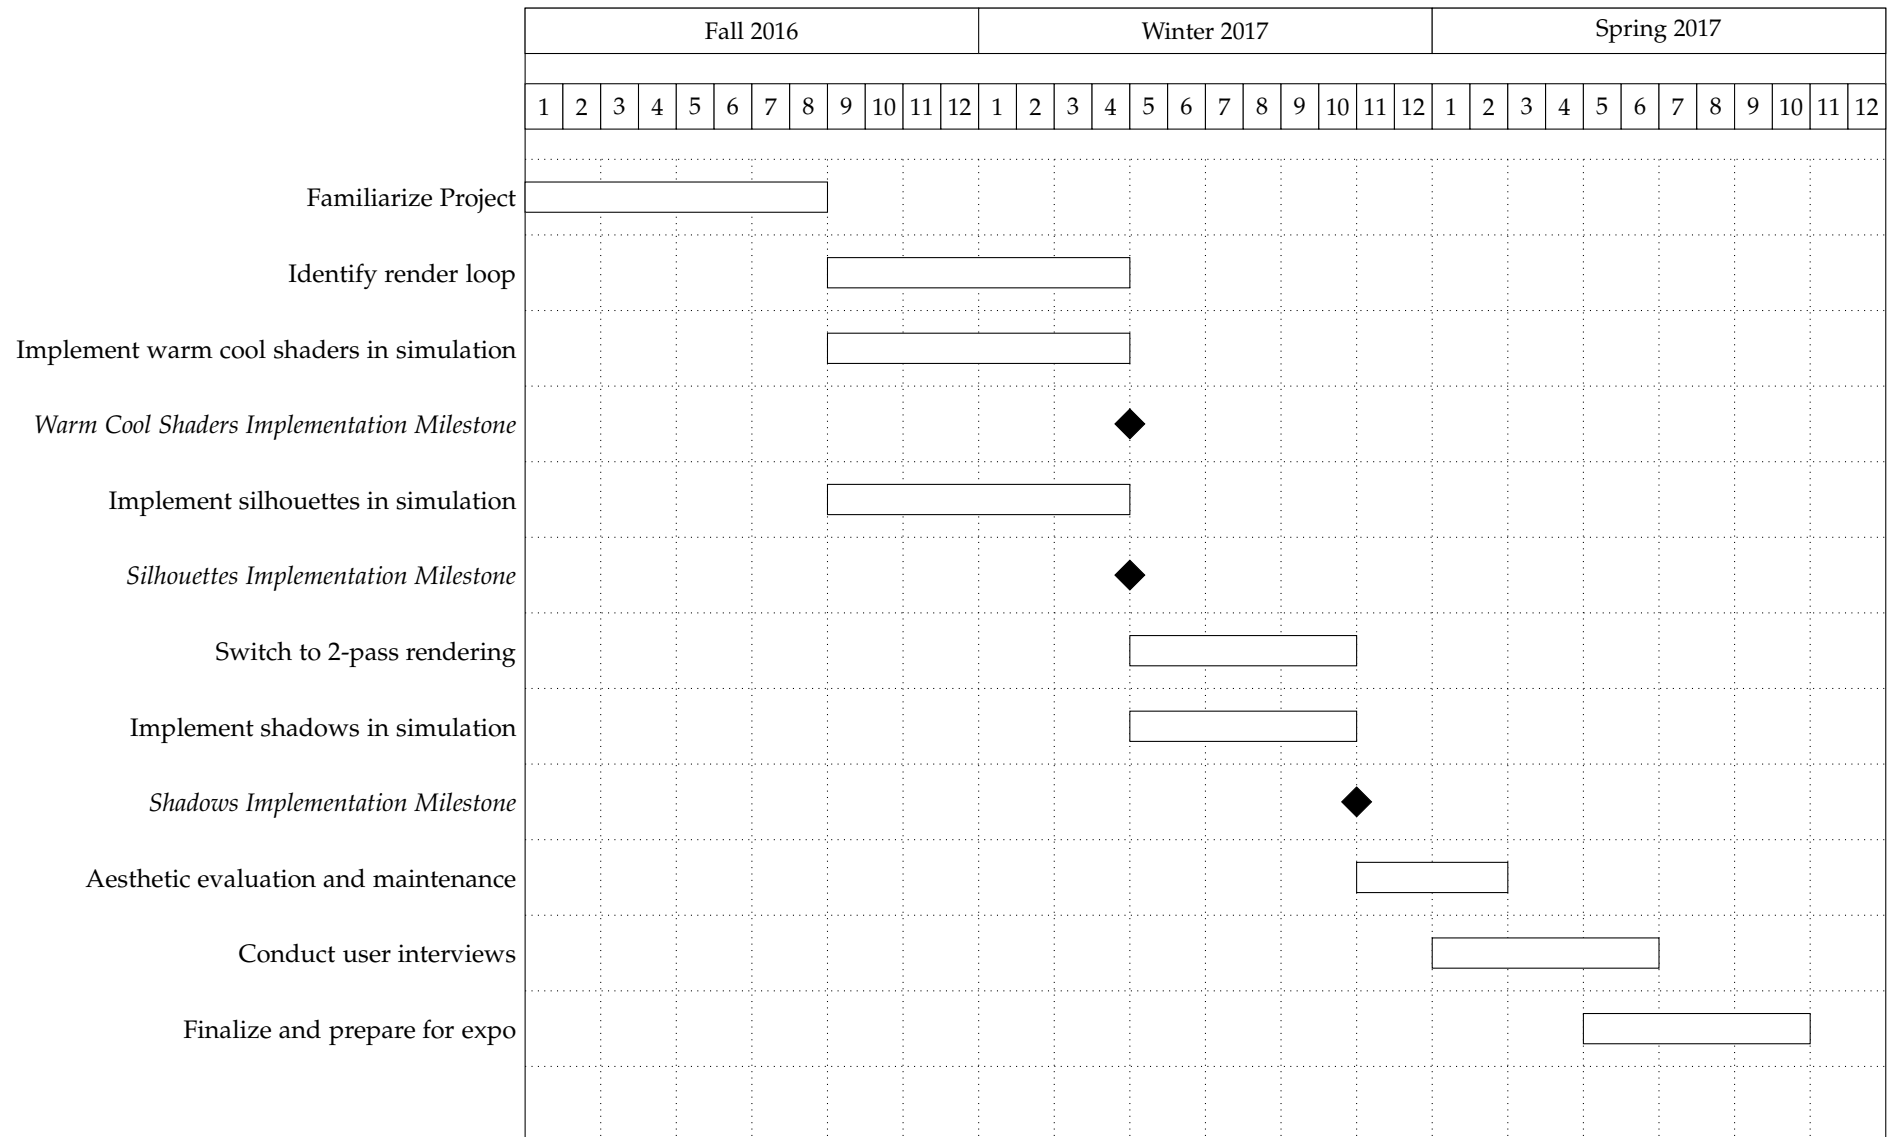 Fall 2016 Winter 2017 Spring 2017
1 2 3 4 5 6 7 8 9 10 11 12 1 2 3 4 5 6 7 8 9 10 11 12 1 2 3 4 5 6 7 8 9 10 11 12
Familiarize Project
Identify render loop
Implement warm cool shaders in simulation
Warm Cool Shaders Implementation Milestone
Implement silhouettes in simulation
Silhouettes Implementation Milestone
Switch to 2-pass rendering
Implement shadows in simulation
Shadows Implementation Milestone
Aesthetic evaluation and maintenance
Conduct user interviews
Finalize and prepare for expo